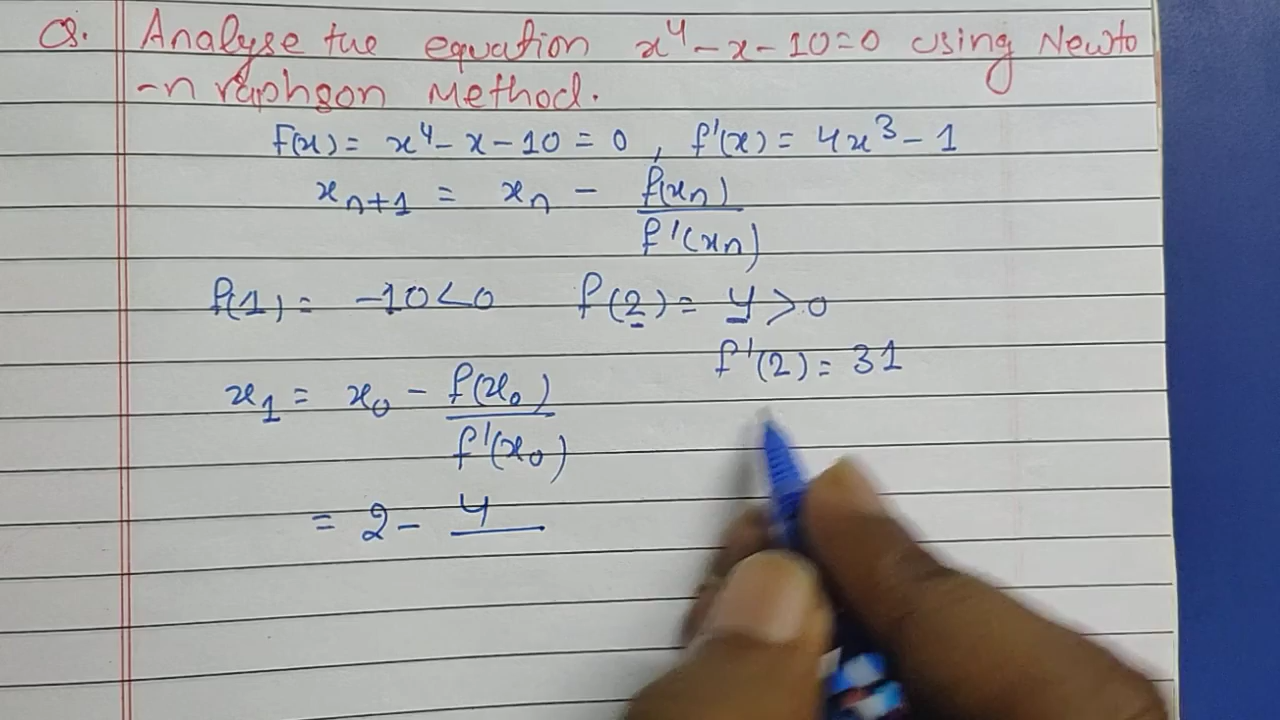 Q. Analyse the equation x⁴-x-10=0 using Newto
-n raphson Method.
F(x)= x⁴-x-10=0, f'(x)=4x³-1
xₙ₊₁ = xₙ - f(xₙ)/f'(xₙ)
f(1)= -10<0 f(2)= 4>0
f'(2)=31
x₁= x₀- f(x₀)/f'(x₀)
= 2- 4/